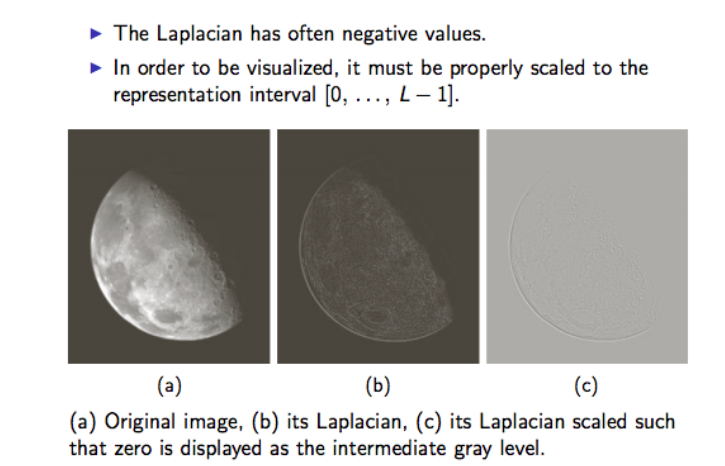 ▶ The Laplacian has often negative values.
▶ In order to be visualized, it must be properly scaled to the
representation interval [0, ..., L − 1].
(a) (b) (c)
(a) Original image, (b) its Laplacian, (c) its Laplacian scaled such
that zero is displayed as the intermediate gray level.